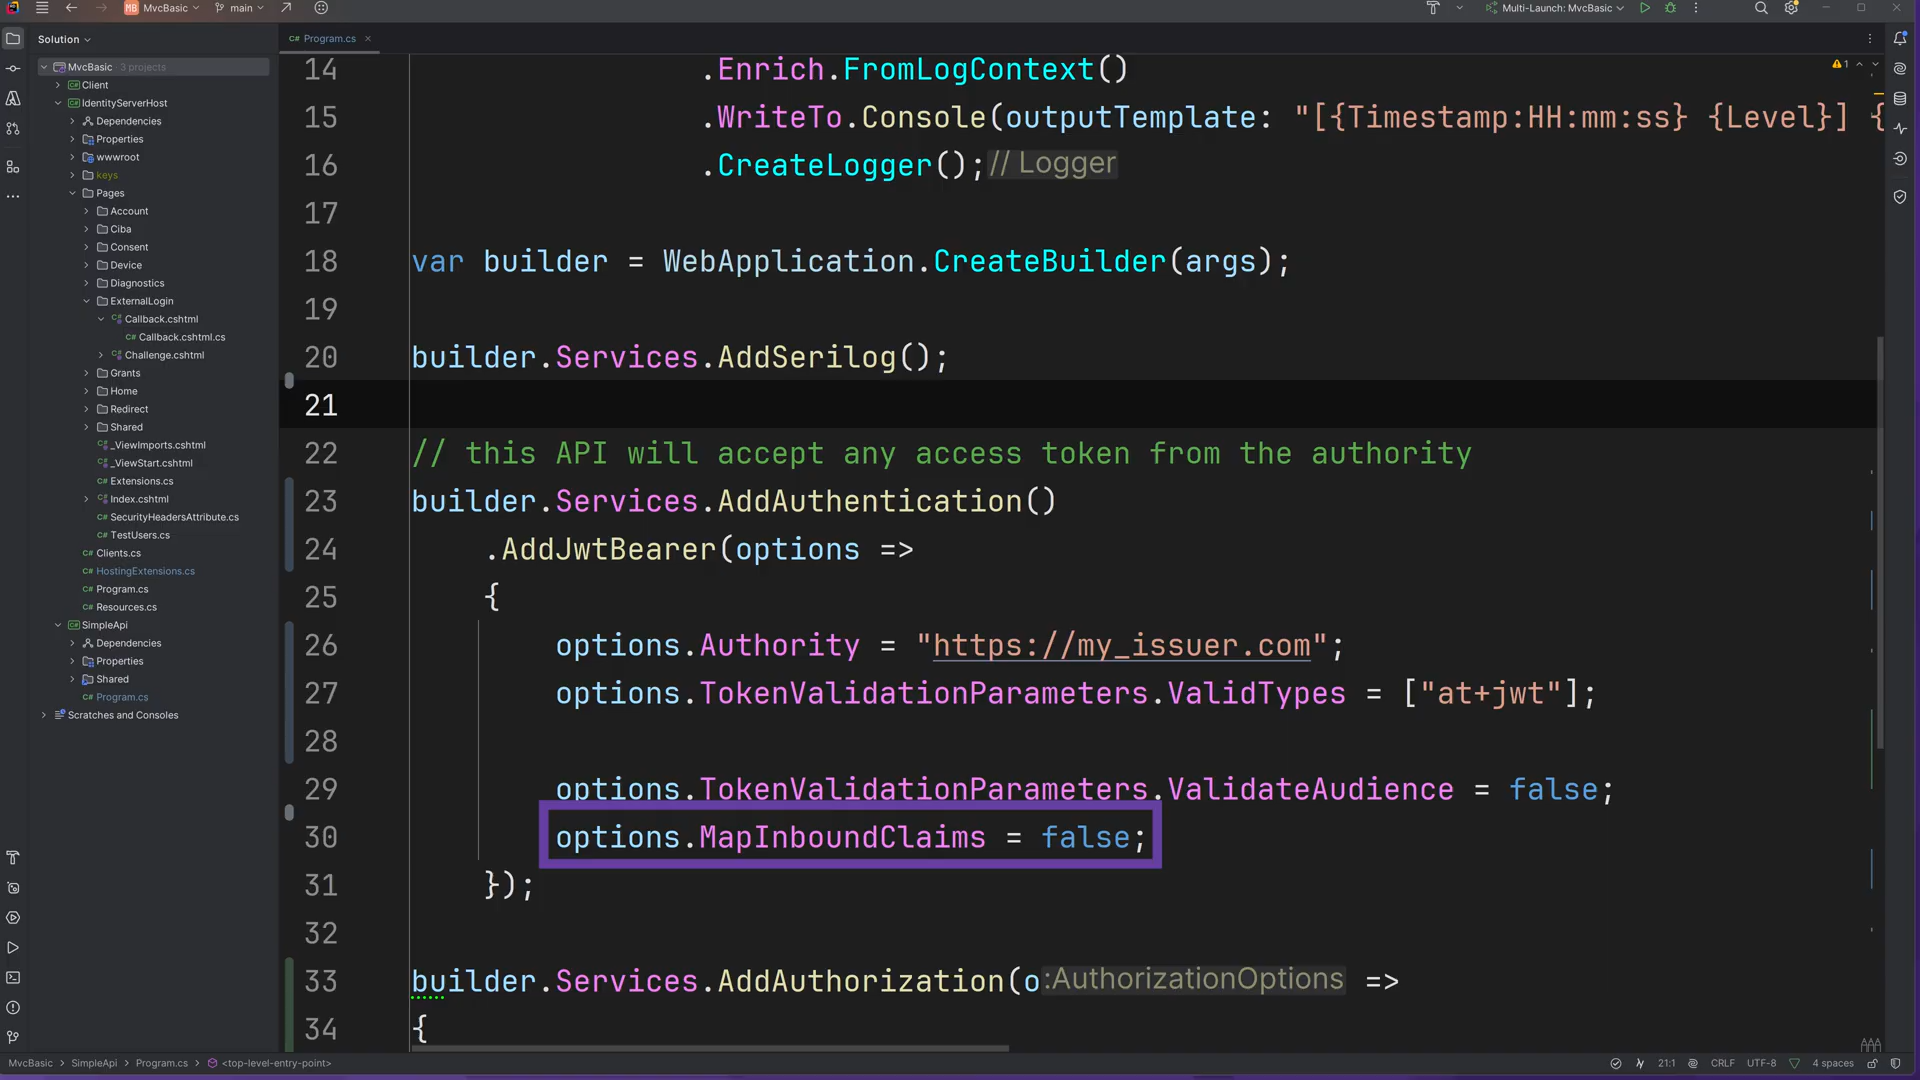 MB MvcBasic
main
Multi-Launch: MvcBasic
Solution
C# Program.cs
MvcBasic 3 projects
Client
IdentityServerHost
Dependencies
Properties
wwwroot
keys
Pages
Account
Ciba
Consent
Device
Diagnostics
ExternalLogin
Callback.cshtml
C# Callback.cshtml.cs
Challenge.cshtml
Grants
Home
Redirect
Shared
_ViewImports.cshtml
_ViewStart.cshtml
C# Extensions.cs
Index.cshtml
C# SecurityHeadersAttribute.cs
C# TestUsers.cs
C# Clients.cs
C# HostingExtensions.cs
C# Program.cs
C# Resources.cs
SimpleApi
Dependencies
Properties
Shared
C# Program.cs
Scratches and Consoles
1
14 .Enrich.FromLogContext()
15 .WriteTo.Console(outputTemplate: "[{Timestamp:HH:mm:ss} {Level}] {
16 .CreateLogger(); // Logger
17
18 var builder = WebApplication.CreateBuilder(args);
19
20 builder.Services.AddSerilog();
21
22 // this API will accept any access token from the authority
23 builder.Services.AddAuthentication()
24 .AddJwtBearer(options =>
25 {
26 options.Authority = "https://my_issuer.com";
27 options.TokenValidationParameters.ValidTypes = ["at+jwt"];
28
29 options.TokenValidationParameters.ValidateAudience = false;
30 options.MapInboundClaims = false;
31 });
32
33 builder.Services.AddAuthorization(o :AuthorizationOptions =>
34 {
MvcBasic > SimpleApi > Program.cs > <top-level-entry-point>
21:1 CRLF UTF-8 4 spaces